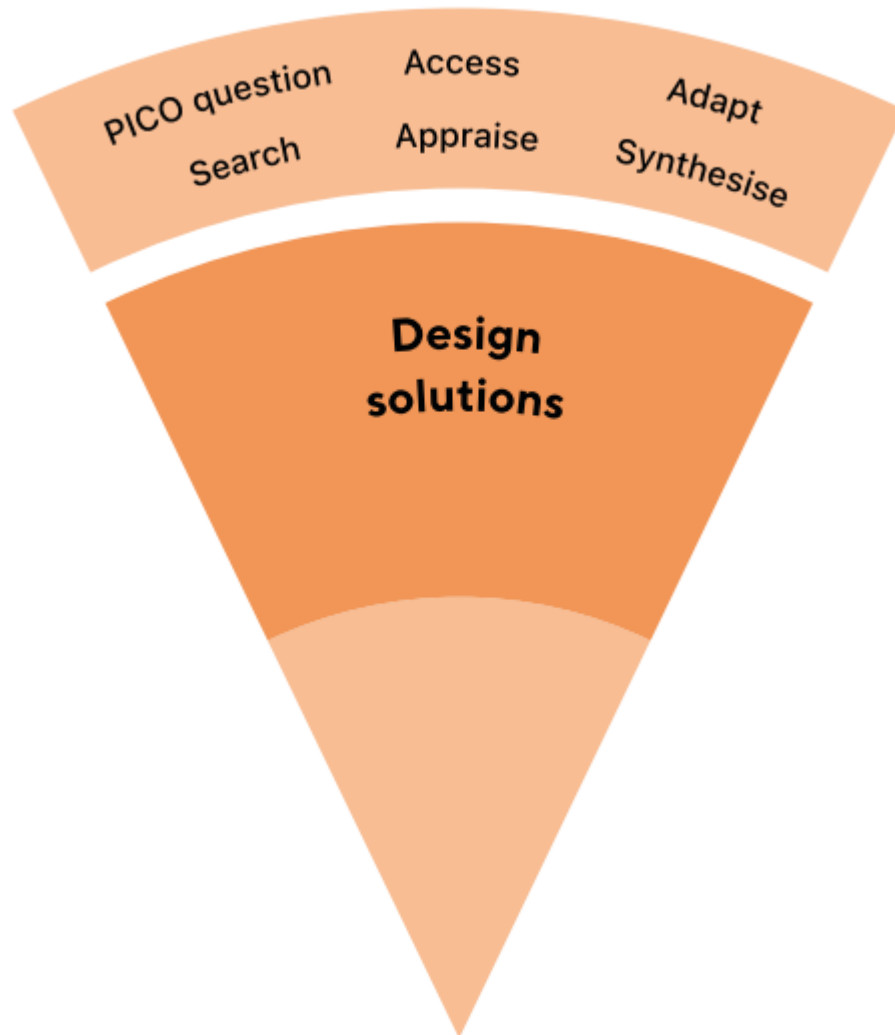 PICO question
Search
Access
Appraise
Adapt
Synthesise
Design
solutions